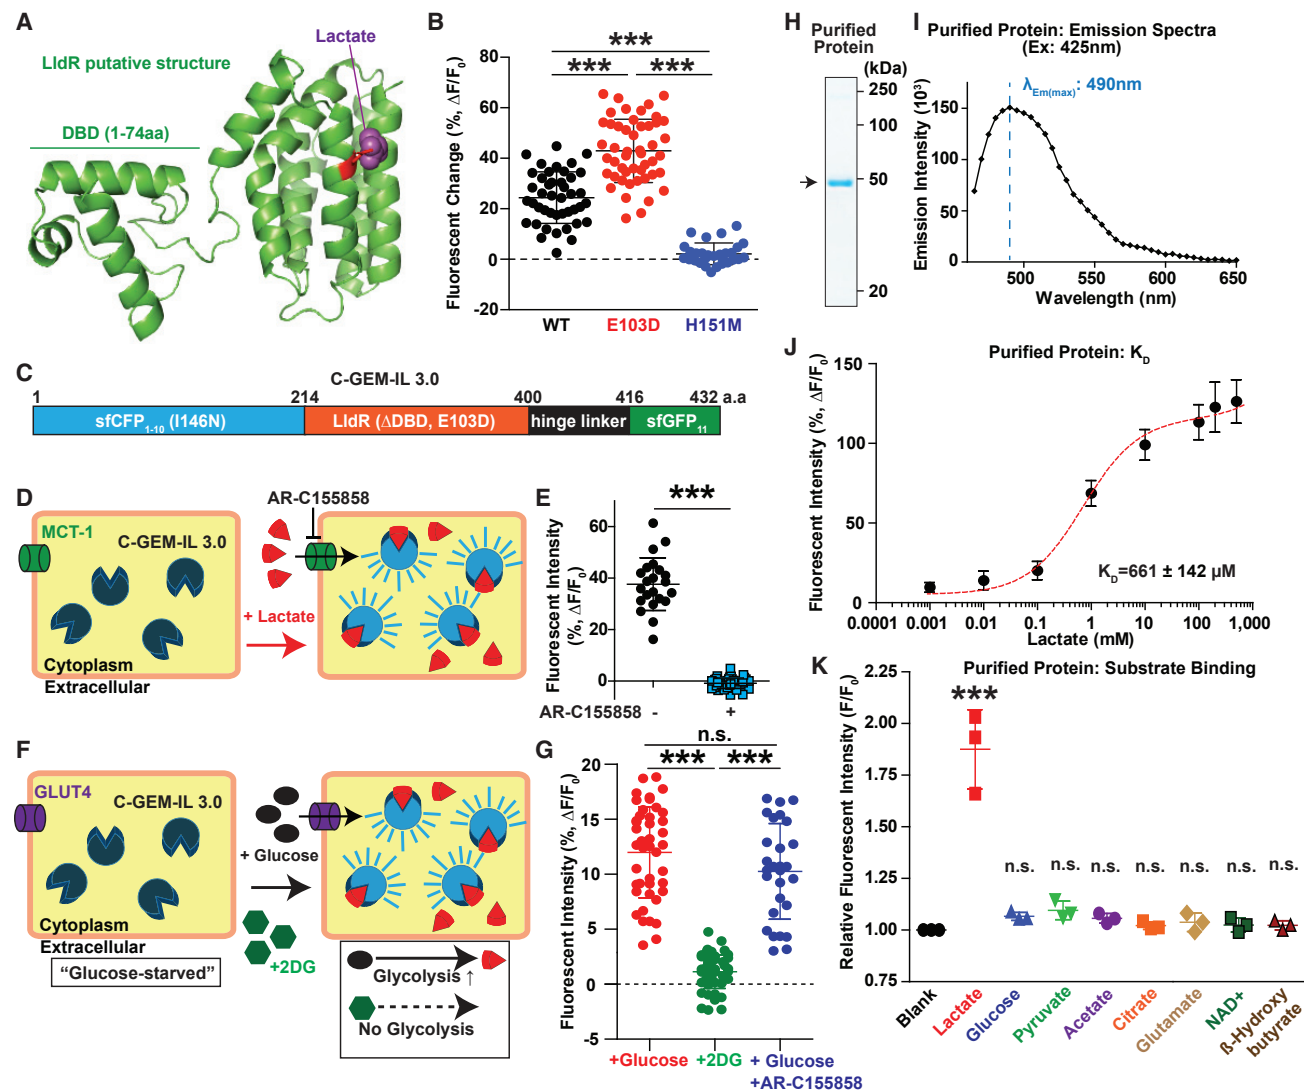 A
Lactate
LldR putative structure
DBD (1-74aa)
B
Fluorescent Change (%, ΔF/F0)
80
60
40
20
0
-20
***
*** ***
WT E103D H151M
H
Purified
Protein
(kDa)
250
100
50
20
I
Purified Protein: Emission Spectra
(Ex: 425nm)
λEm(max): 490nm
Emission Intensity (10³)
150
100
50
0
500 550 600 650
Wavelength (nm)
C
C-GEM-IL 3.0
1 214 400 416 432 a.a
sfCFP1-10 (I146N) LldR (ΔDBD, E103D) hinge linker sfGFP11
J
Purified Protein: KD
Fluorescent Intensity (%, ΔF/F0)
150
100
50
0
KD=661 ± 142 µM
0.0001 0.001 0.01 0.1 1 10 100 1,000
Lactate (mM)
D
MCT-1
C-GEM-IL 3.0
Cytoplasm
Extracellular
AR-C155858
+ Lactate
E
Fluorescent Intensity
(%, ΔF/F0)
60
40
20
0
***
AR-C155858 - +
F
GLUT4
C-GEM-IL 3.0
Cytoplasm
Extracellular
“Glucose-starved”
+ Glucose
+2DG
Glycolysis ↑
No Glycolysis
G
Fluorescent Intensity (%, ΔF/F0)
20
15
10
5
0
-5
n.s.
*** ***
+Glucose +2DG + Glucose
+AR-C155858
K
Purified Protein: Substrate Binding
Relative Fluorescent Intensity (F/F0)
2.25
2.00
1.75
1.50
1.25
1.00
0.75
***
n.s. n.s. n.s. n.s. n.s. n.s. n.s.
Blank
Lactate
Glucose
Pyruvate
Acetate
Citrate
Glutamate
NAD+
ß-Hydroxy
butyrate